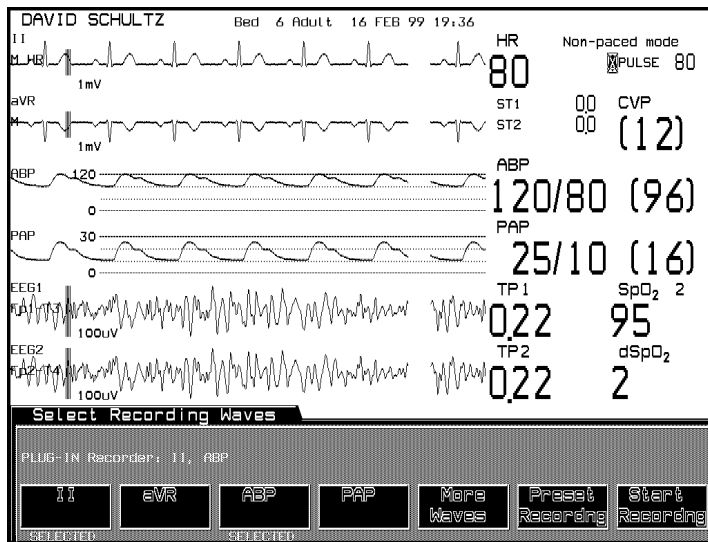 DAVID SCHULTZ Bed 6 Adult 16 FEB 99 19:36
II HR Non-paced mode
M HR 80 PULSE 80
1mV
aVR ST1 0.0 CVP
M ST2 0.0 (12)
1mV
ABP 120 ABP
0 120/80 (96)
PAP 30 PAP
0 25/10 (16)
EEG1 TP1 SpO₂ 2
Fp1-T3 0.22 95
100uV
EEG2 TP2 dSpO₂
Fp2-T4 0.22 2
100uV
Select Recording Waves
PLUG-IN Recorder: II, ABP
II aVR ABP PAP More Waves Preset Recordng Start Recordng
SELECTED SELECTED